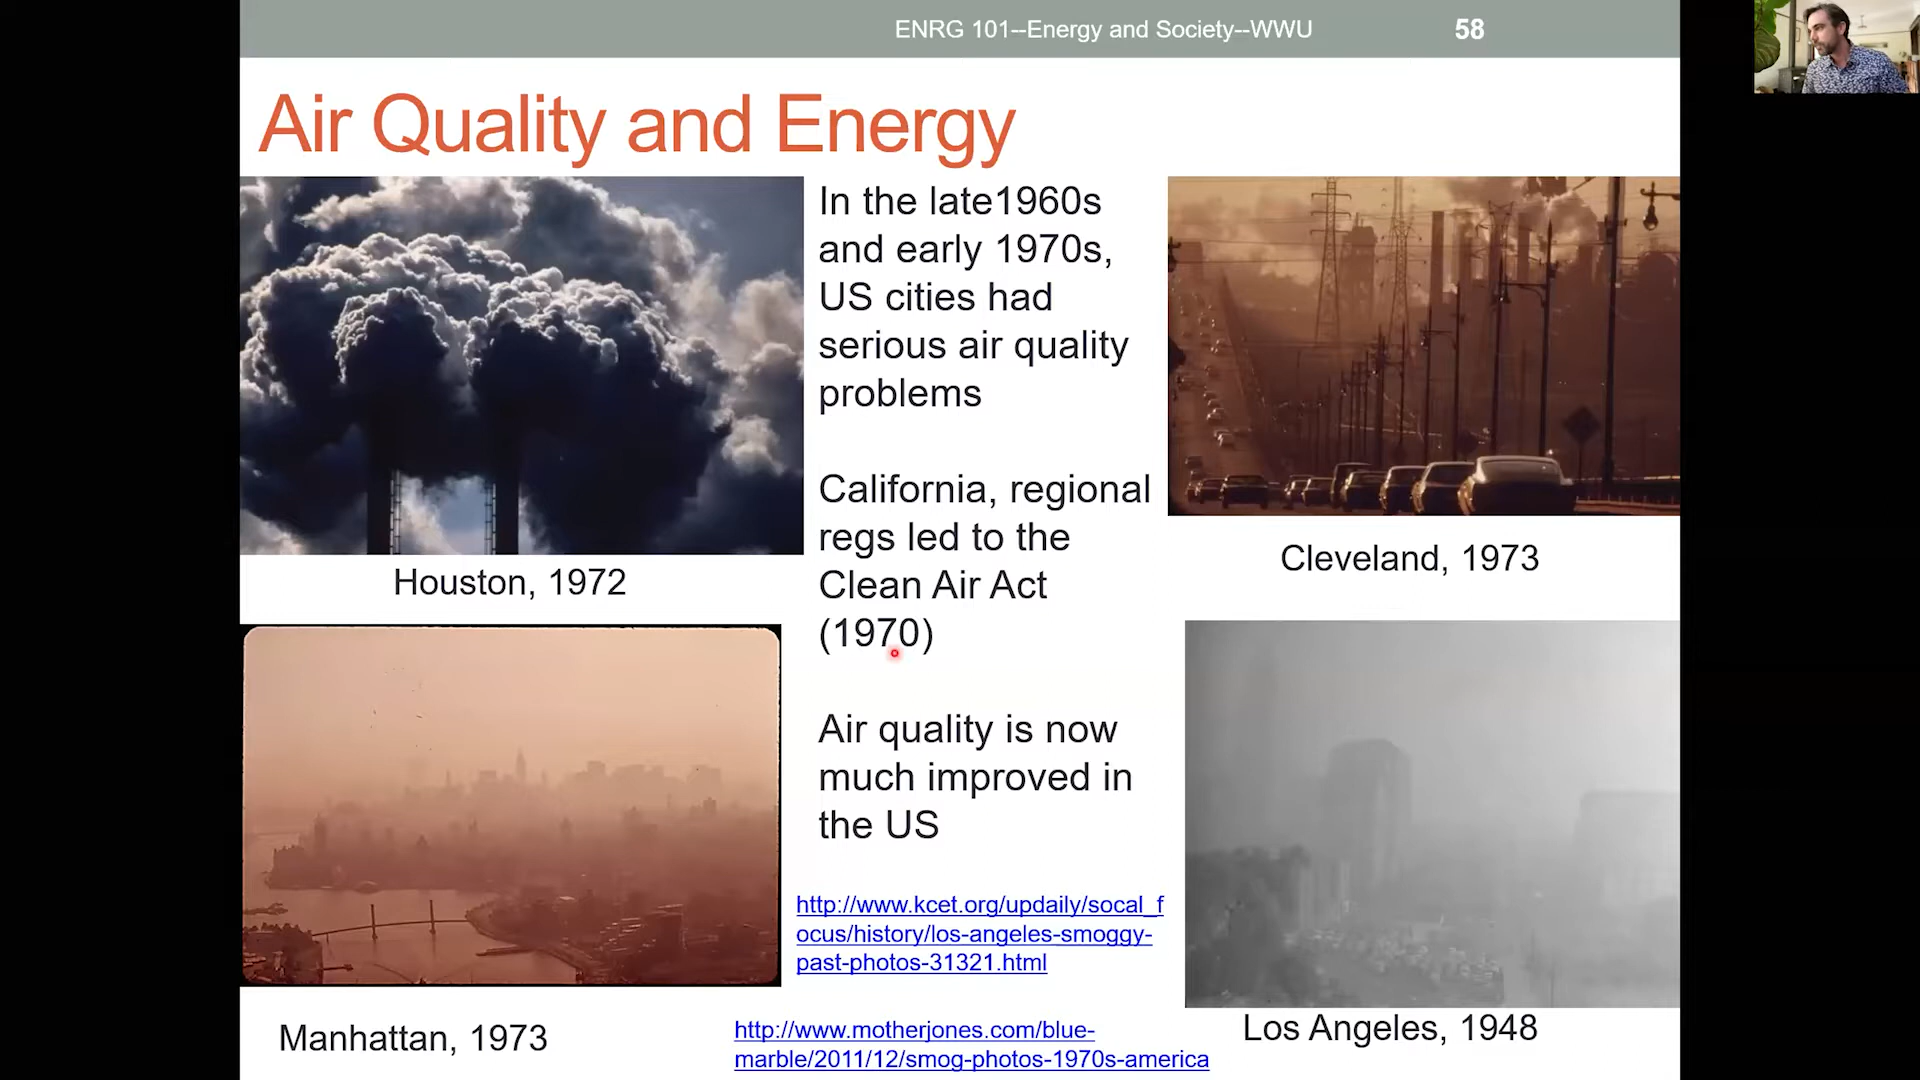 ENRG 101--Energy and Society--WWU 58
Air Quality and Energy
In the late1960s
and early 1970s,
US cities had
serious air quality
problems
California, regional
regs led to the
Clean Air Act
(1970)
Air quality is now
much improved in
the US
Houston, 1972
Cleveland, 1973
Manhattan, 1973
Los Angeles, 1948
http://www.kcet.org/updaily/socal_f
ocus/history/los-angeles-smoggy-
past-photos-31321.html
http://www.motherjones.com/blue-
marble/2011/12/smog-photos-1970s-america